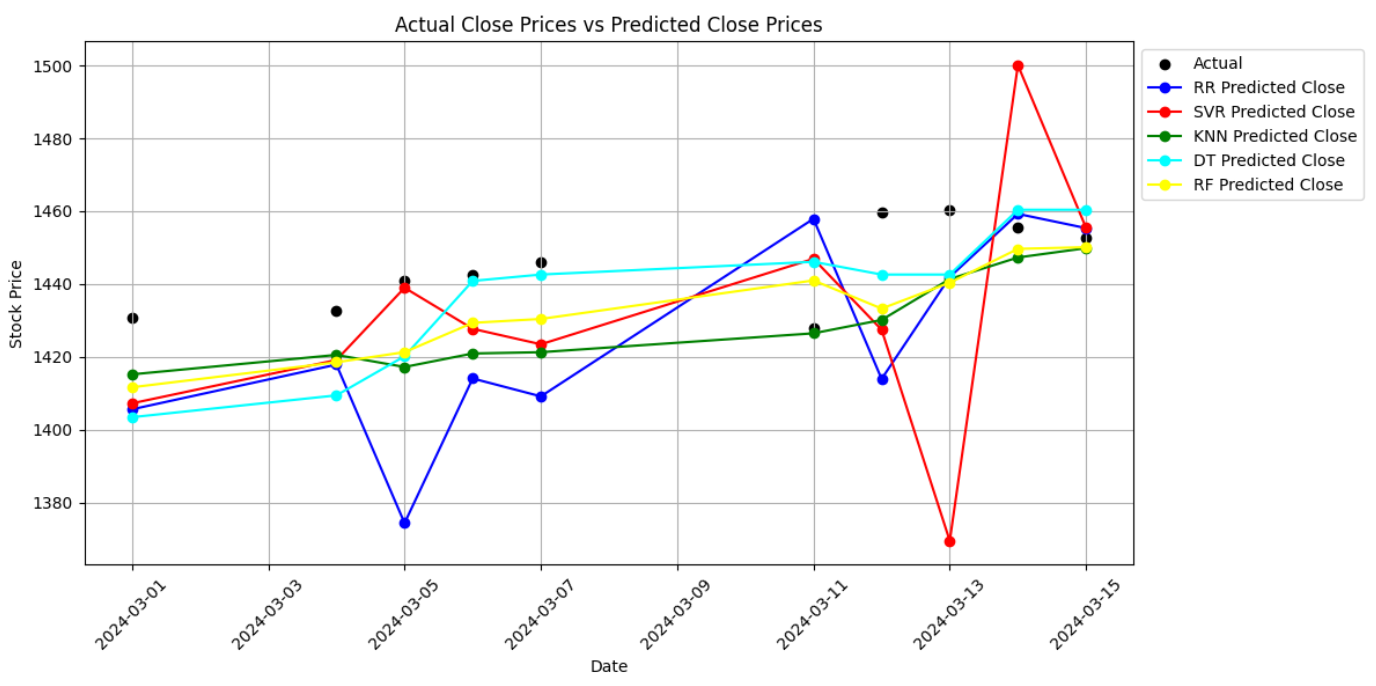 Actual Close Prices vs Predicted Close Prices
1500
1480
1460
1440
1420
1400
1380
Stock Price
2024-03-01
2024-03-03
2024-03-05
2024-03-07
2024-03-09
2024-03-11
2024-03-13
2024-03-15
Date
Actual
RR Predicted Close
SVR Predicted Close
KNN Predicted Close
DT Predicted Close
RF Predicted Close